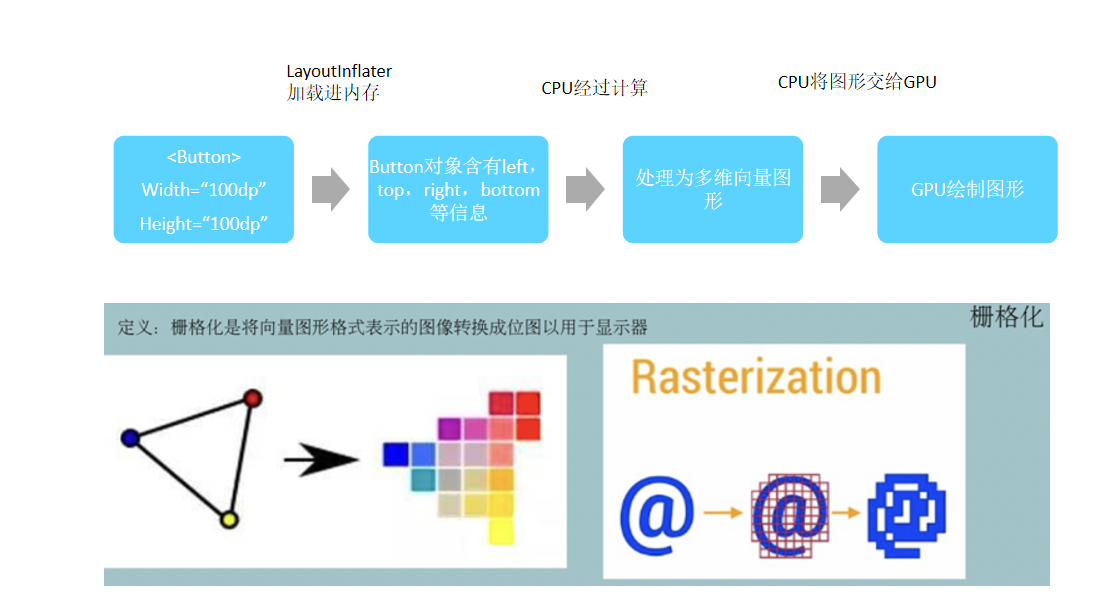 LayoutInflater
加载进内存
CPU经过计算
CPU将图形交给GPU
<Button>
Width=“100dp”
Height=“100dp”
Button对象含有left，
top，right，bottom
等信息
处理为多维向量图
形
GPU绘制图形
定义：栅格化是将向量图形格式表示的图像转换成位图以用于显示器
栅格化
Rasterization
@
@
@